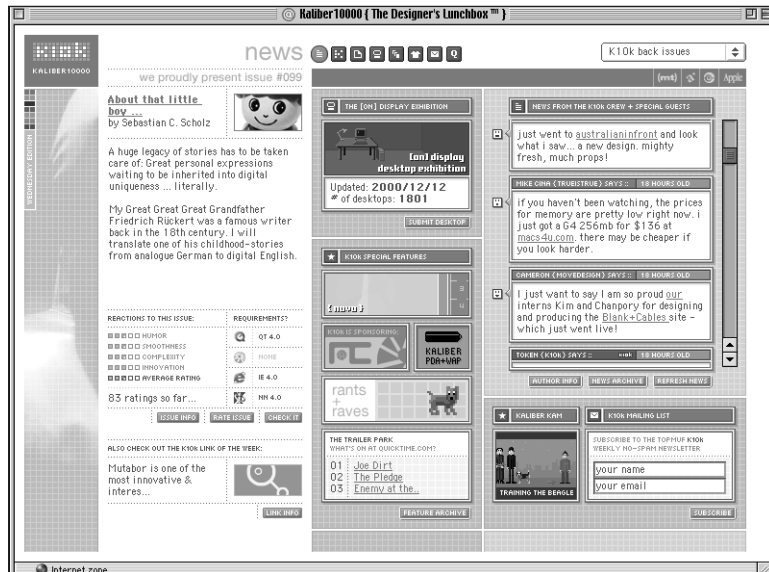 Kaliber10000 { The Designer's Lunchbox ™ }
k10k
KALIBER10000
news
Q
K10k back issues
we proudly present issue #099
(mt)
Apple
WEDNESDAY EDITION
About that little
boy ...
by Sebastian C. Scholz
A huge legacy of stories has to be taken
care of: Great personal expressions
waiting to be inherited into digital
uniqueness ... literally.
My Great Great Great Grandfather
Friedrich Rückert was a famous writer
back in the 18th century. I will
translate one of his childhood-stories
from analogue German to digital English.
REACTIONS TO THIS ISSUE:
HUMOR
SMOOTHNESS
COMPLEXITY
INNOVATION
AVERAGE RATING
83 ratings so far...
REQUIREMENTS?
QT 4.0
NONE
IE 4.0
NN 4.0
ISSUE INFO
RATE ISSUE
CHECK IT
ALSO CHECK OUT THE K10K LINK OF THE WEEK:
Mutabor is one of the
most innovative &
interes...
LINK INFO
THE [ON] DISPLAY EXHIBITION
[on] display
desktop exhibition
Updated: 2000/12/12
# of desktops: 1801
SUBMIT DESKTOP
K10K SPECIAL FEATURES
K10K IS SPONSORING:
KALIBER
PDA+WAP
rants
+
raves
THE TRAILER PARK
WHAT'S ON AT QUICKTIME.COM?
01 Joe Dirt
02 The Pledge
03 Enemy at the..
FEATURE ARCHIVE
NEWS FROM THE K10K CREW + SPECIAL GUESTS
just went to australianinfront and look
what i saw... a new design. mighty
fresh, much props!
MIKE CINA (TRUEISTRUE) SAYS :: 18 HOURS OLD
if you haven't been watching, the prices
for memory are pretty low right now. i
just got a G4 256mb for $136 at
macs4u.com. there may be cheaper if
you look harder.
CAMERON (MOVEDESIGN) SAYS :: 18 HOURS OLD
I just want to say I am so proud our
interns Kim and Chanpory for designing
and producing the Blank+Cables site -
which just went live!
TOKEN (K10K) SAYS :: k10k 18 HOURS OLD
AUTHOR INFO
NEWS ARCHIVE
REFRESH NEWS
KALIBER KAM
TRAINING THE BEAGLE
K10K MAILING LIST
SUBSCRIBE TO THE TOPMUF K10K
WEEKLY NO-SPAM NEWSLETTER
your name
your email
SUBSCRIBE
Internet zone